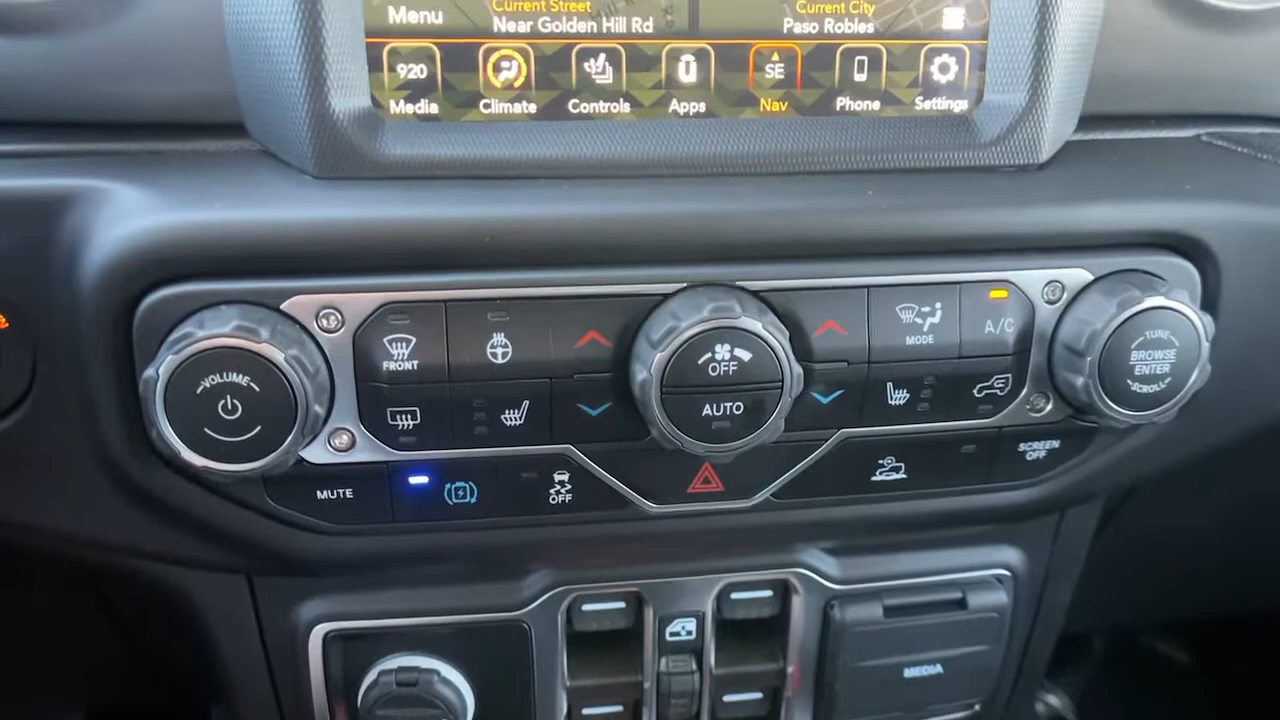 Current Street
Current City
Menu
Near Golden Hill Rd
Paso Robles
920
SE
Media
Climate
Controls
Apps
Nav
Phone
Settings
FRONT
MODE
A/C
OFF
AUTO
VOLUME
TUNE
BROWSE
ENTER
SCROLL
MUTE
OFF
SCREEN
OFF
MEDIA